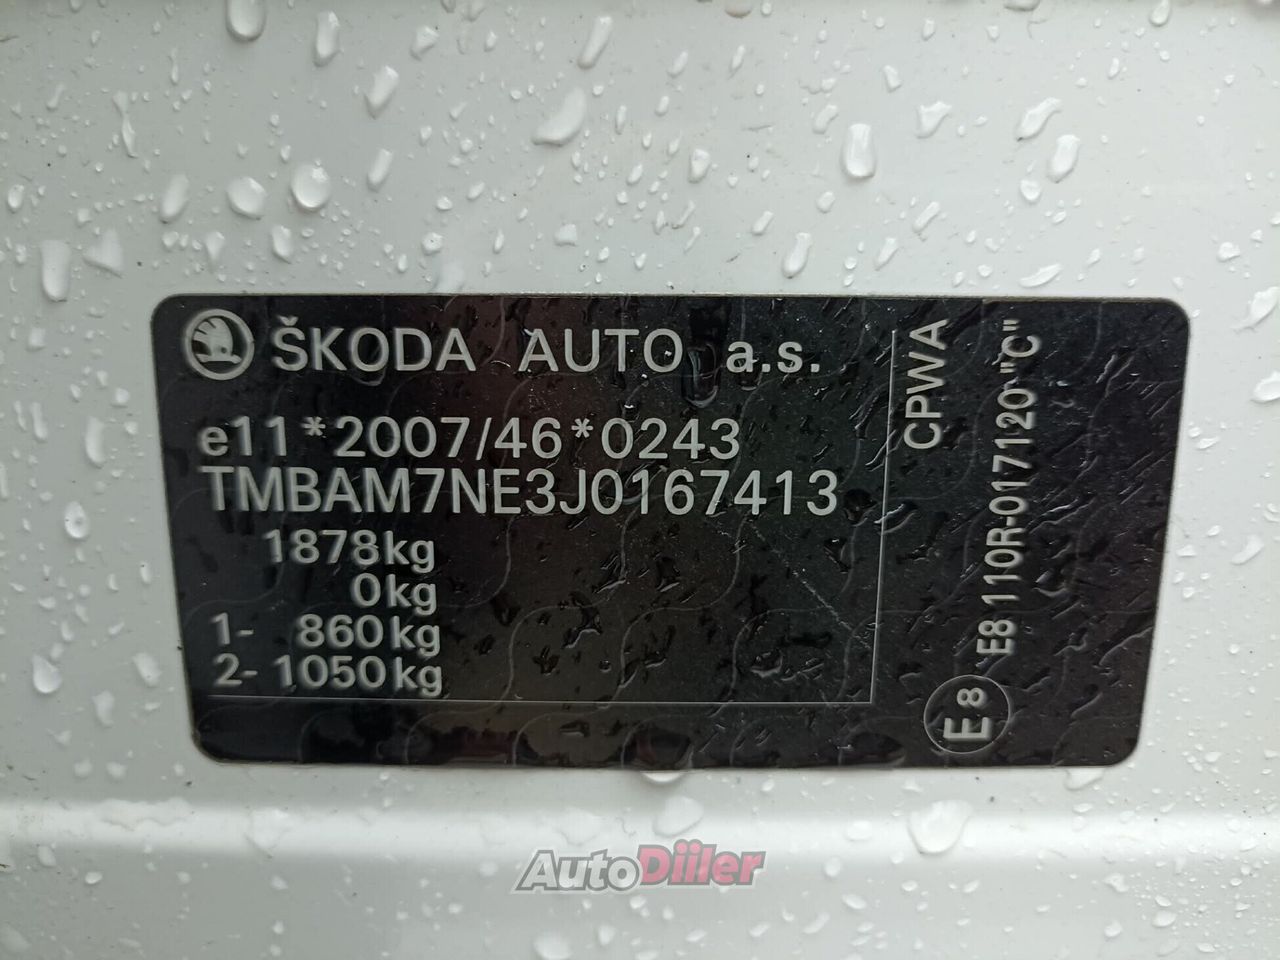 ŠKODA AUTO a.s.
e11*2007/46*0243
TMBAM7NE3J0167413
1878kg
0kg
1- 860kg
2- 1050kg
CPWA
E8 110R-017120 "C"
E8
AutoDiiler